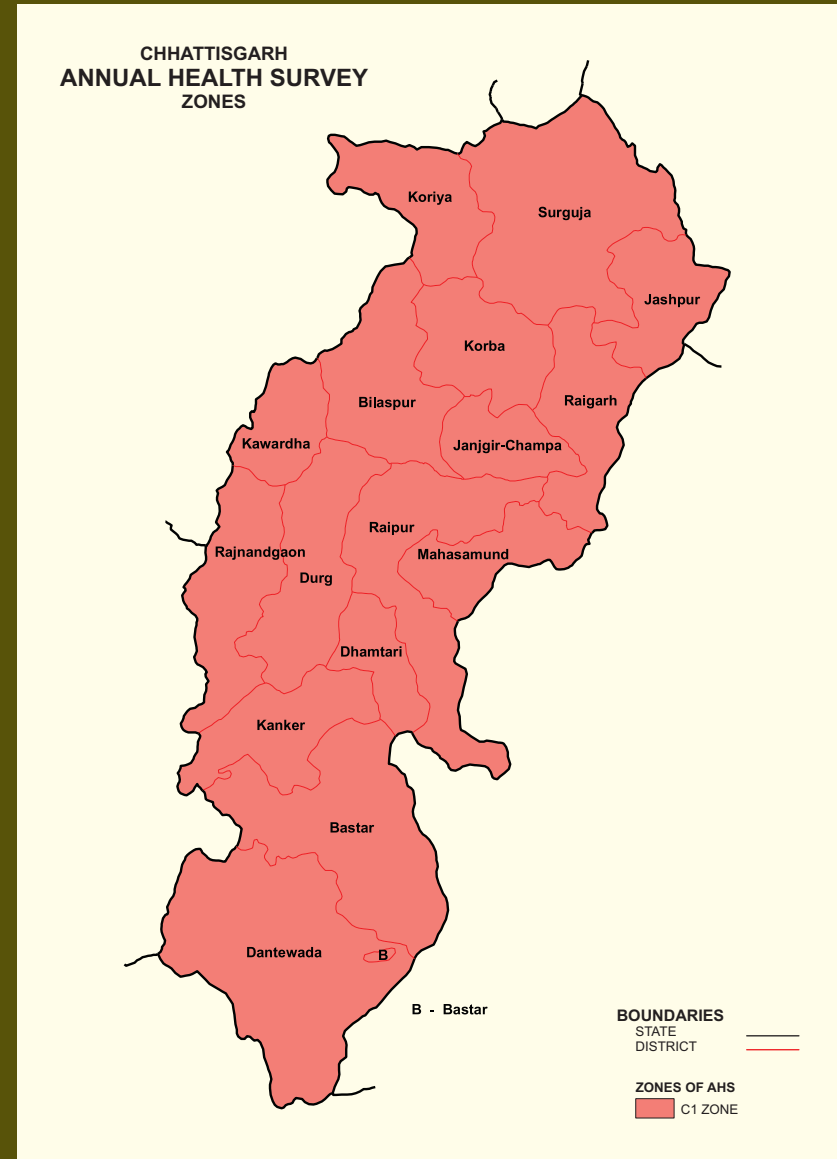 CHHATTISGARH
ANNUAL HEALTH SURVEY
ZONES
Koriya
Surguja
Jashpur
Korba
Raigarh
Bilaspur
Janjgir-Champa
Kawardha
Raipur
Rajnandgaon
Mahasamund
Durg
Dhamtari
Kanker
Bastar
Dantewada
B
B - Bastar
BOUNDARIES
STATE
DISTRICT
ZONES OF AHS
C1 ZONE